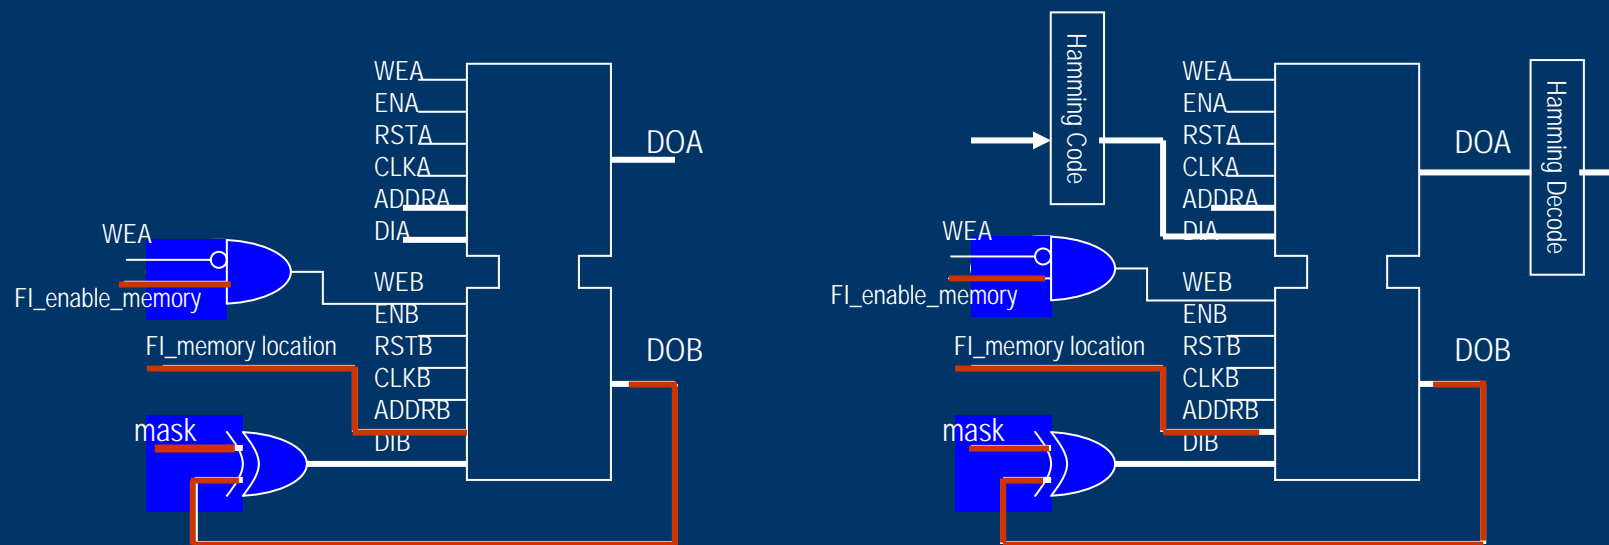 WEA
ENA
RSTA
CLKA
ADDRA
DIA
DOA
WEA
FI_enable_memory
WEB
ENB
FI_memory location
RSTB
CLKB
ADDRB
DIB
DOB
mask
Hamming Code
WEA
ENA
RSTA
CLKA
ADDRA
DIA
DOA
Hamming Decode
WEA
FI_enable_memory
WEB
ENB
FI_memory location
RSTB
CLKB
ADDRB
DIB
DOB
mask